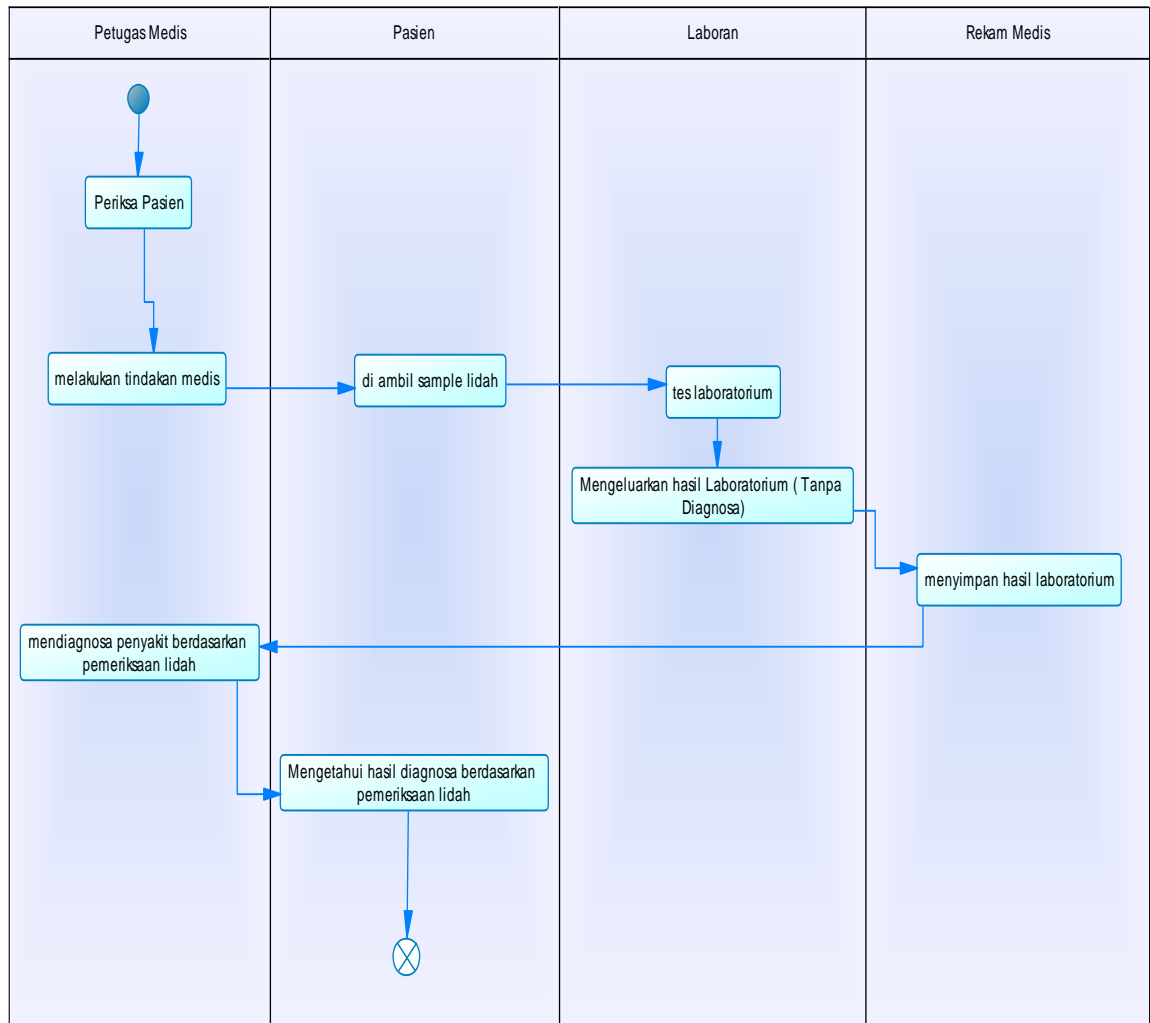 Petugas Medis
Pasien
Laboran
Rekam Medis
Periksa Pasien
melakukan tindakan medis
di ambil sample lidah
tes laboratorium
Mengeluarkan hasil Laboratorium ( Tanpa
Diagnosa)
menyimpan hasil laboratorium
mendiagnosa penyakit berdasarkan
pemeriksaan lidah
Mengetahui hasil diagnosa berdasarkan
pemeriksaan lidah